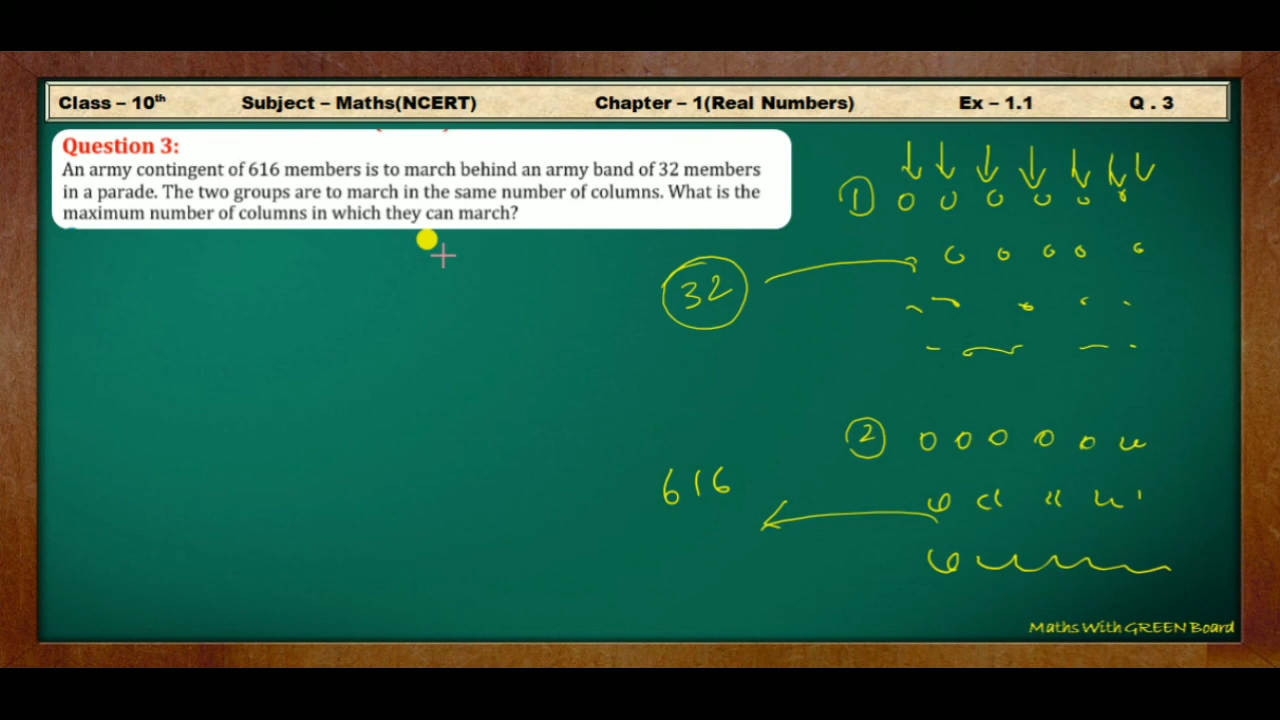 Class – 10th Subject – Maths(NCERT) Chapter – 1(Real Numbers) Ex – 1.1 Q . 3
Question 3:
An army contingent of 616 members is to march behind an army band of 32 members
in a parade. The two groups are to march in the same number of columns. What is the
maximum number of columns in which they can march?
1
32
2
616
Maths With GREEN Board